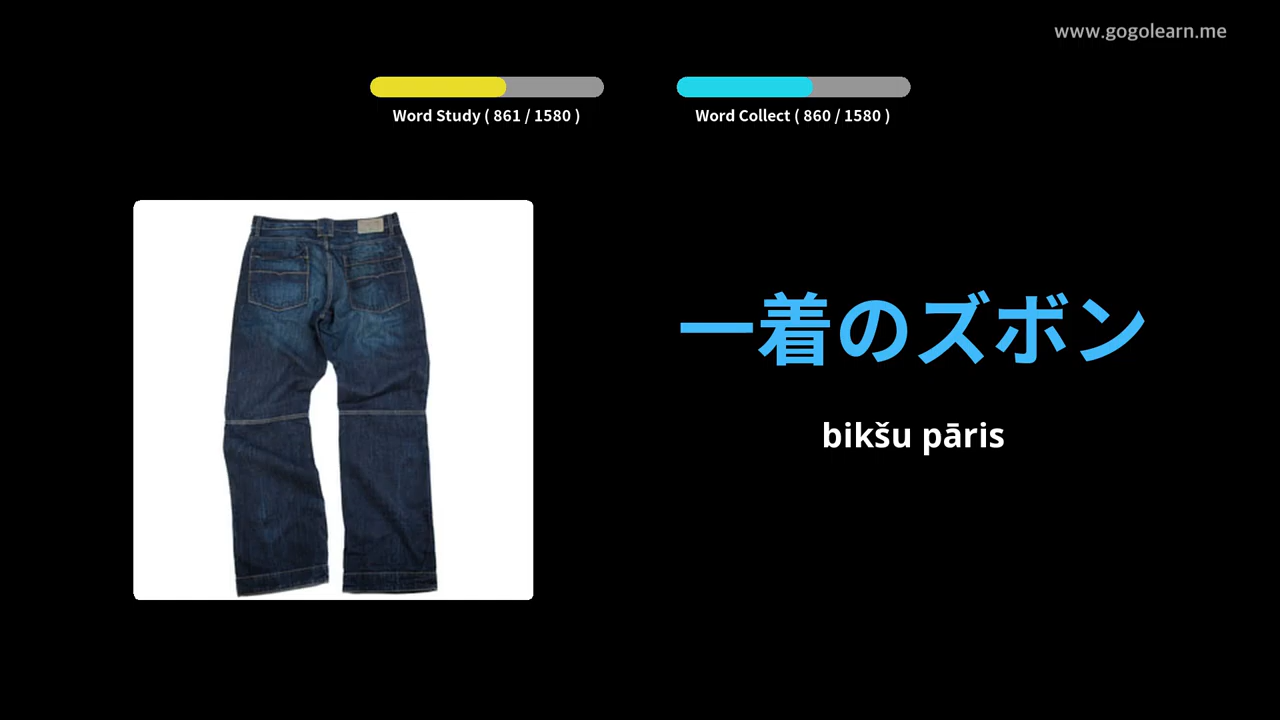 www.gogolearn.me
Word Study ( 861 / 1580 )
Word Collect ( 860 / 1580 )
一着のズボン
bikšu pāris